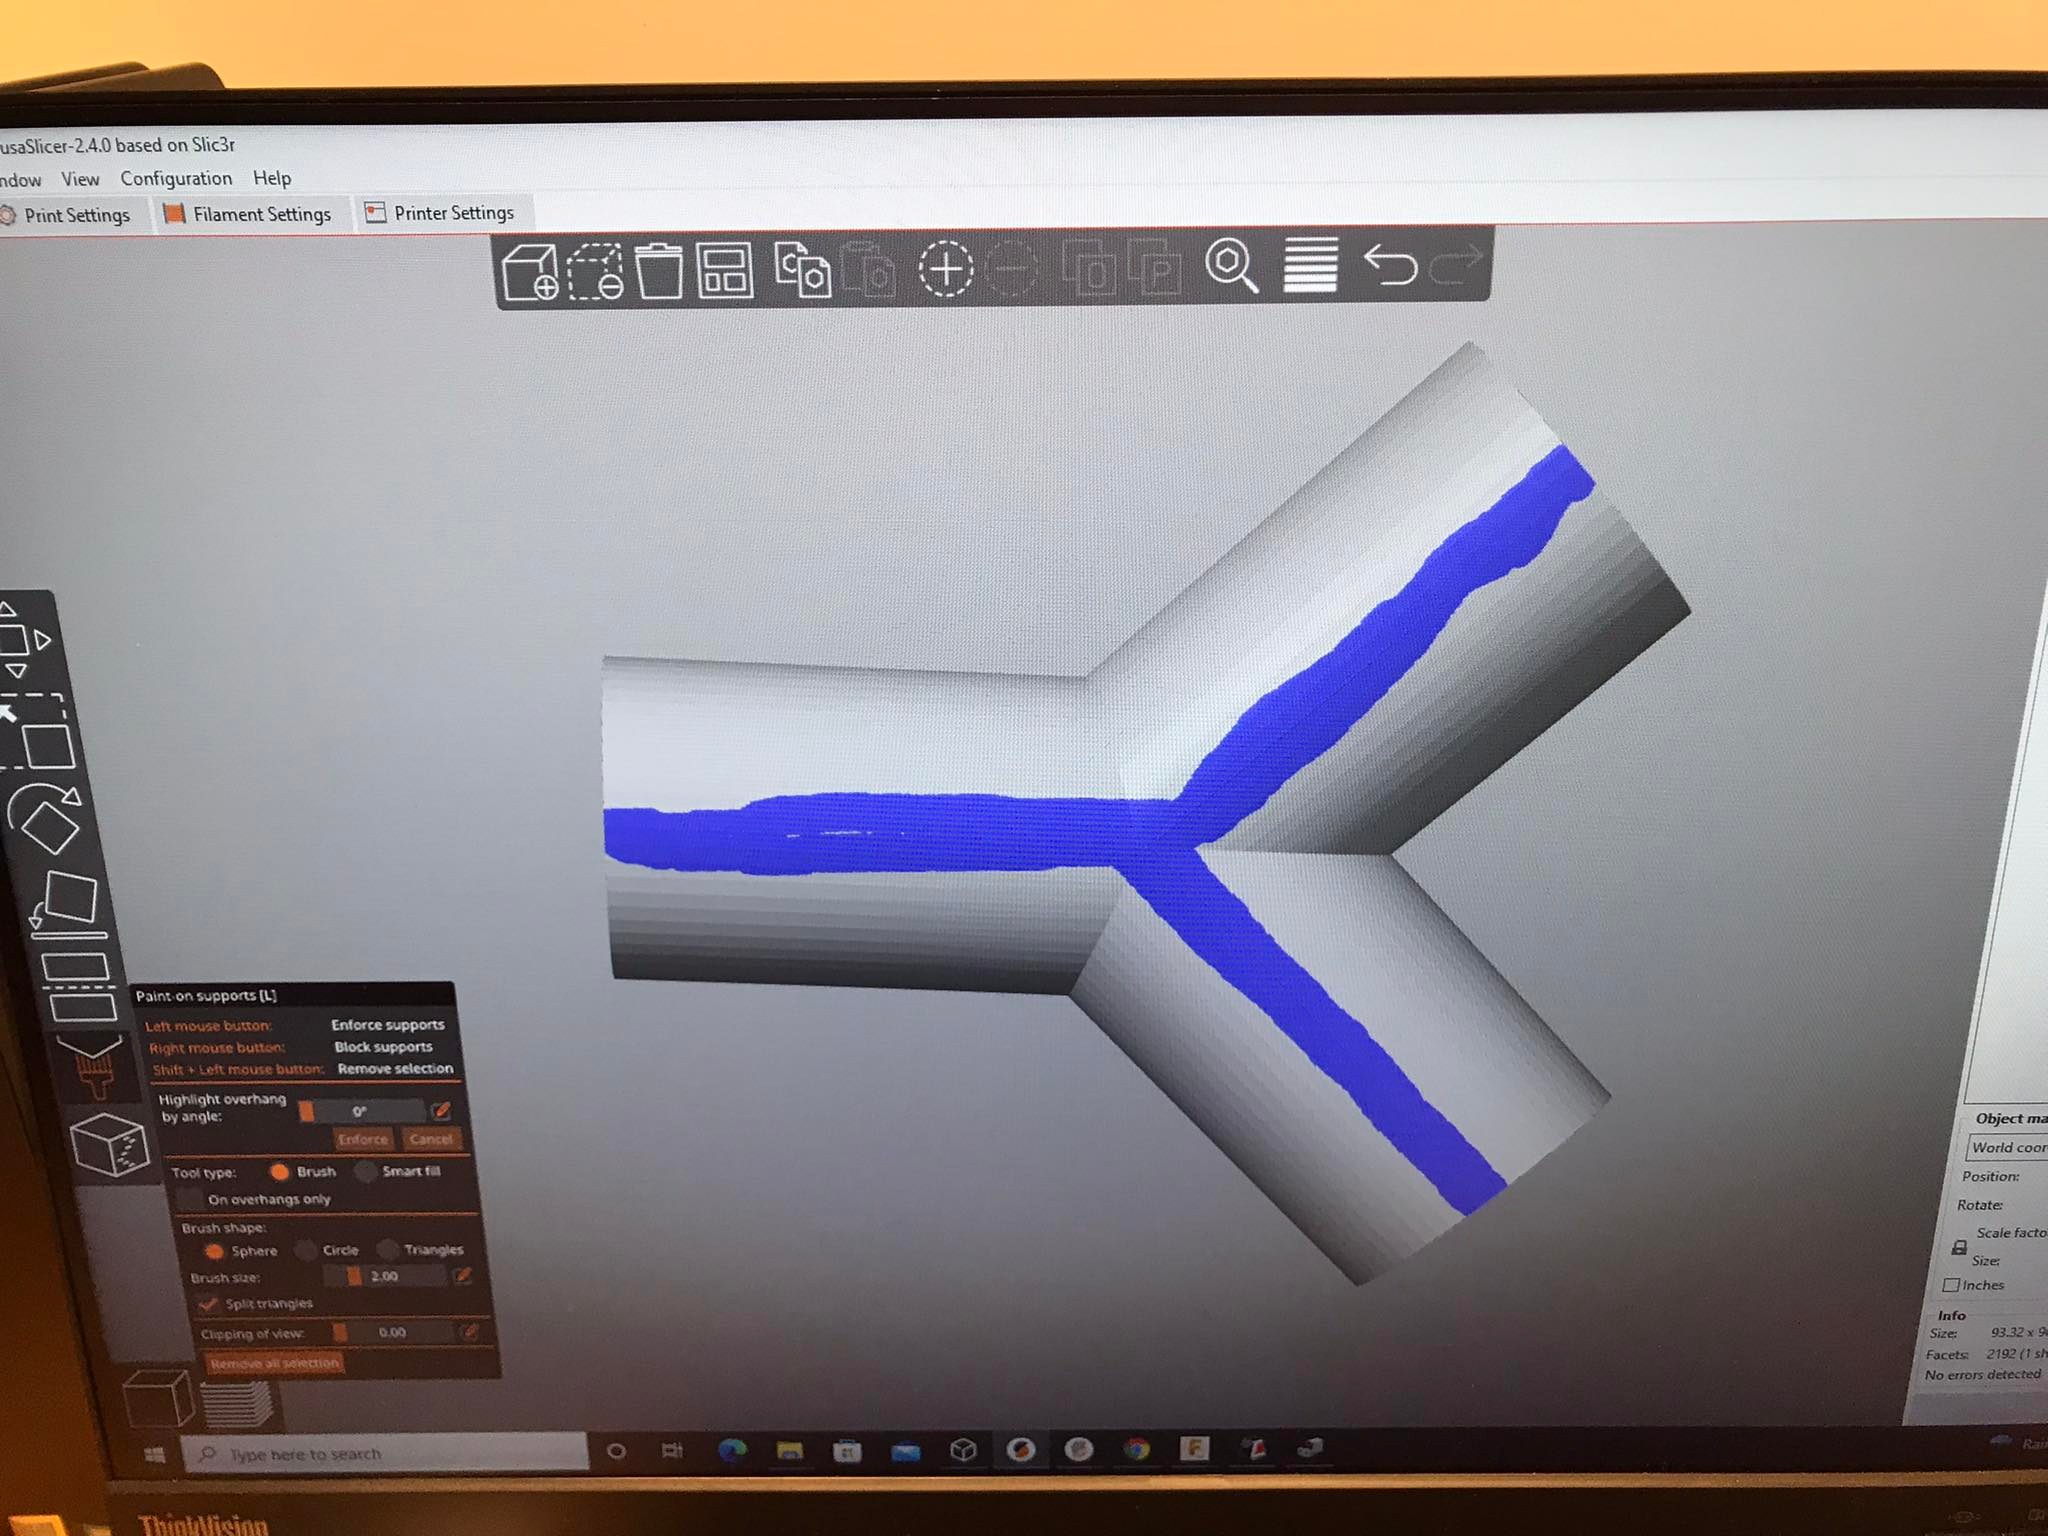 usaSlicer-2.4.0 based on Slic3r
ndow View Configuration Help
Print Settings Filament Settings Printer Settings
Paint-on supports [L]
Left mouse button: Enforce supports
Right mouse button: Block supports
Shift + Left mouse button: Remove selection
Highlight overhang
by angle: 0°
Enforce Cancel
Tool type: Brush Smart fill
On overhangs only
Brush shape:
Sphere Circle Triangles
Brush size: 2.00
Split triangles
Clipping of view: 0.00
Remove all selection
Object ma
World coor
Position:
Rotate:
Scale facto
Size:
Inches
Info
Size: 93.32 x 9
Facets: 2192 (1 sh
No errors detected
Type here to search
Rai
ThinkVision